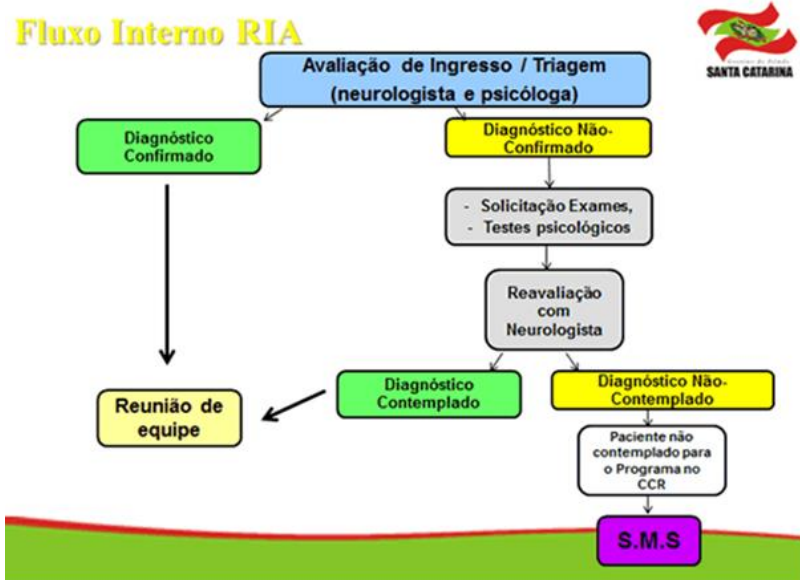 Fluxo Interno RIA
SANTA CATARINA
Avaliação de Ingresso / Triagem
(neurologista e psicóloga)
Diagnóstico
Confirmado
Diagnóstico Não-
Confirmado
- Solicitação Exames,
- Testes psicológicos
Reavaliação
com
Neurologista
Diagnóstico
Contemplado
Diagnóstico Não-
Contemplado
Reunião de
equipe
Paciente não
contemplado para
o Programa no
CCR
S.M.S